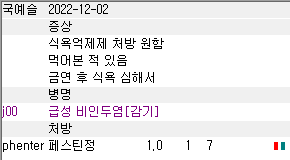 국예슬 2022-12-02
증상
식욕억제제 처방 원함
먹어본 적 있음
금연 후 식욕 심해서
병명
j00 급성 비인두염[감기]
처방
phenter 페스틴정 1.0 1 7